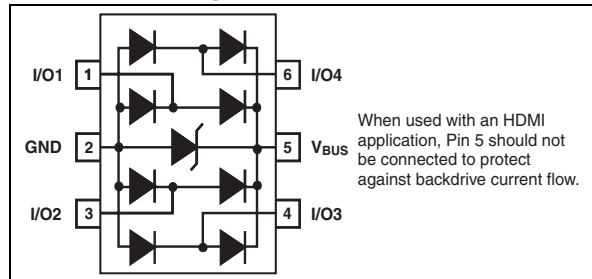 I/O1 1 6 I/O4
GND 2 5 VBUS
I/O2 3 4 I/O3
When used with an HDMI
application, Pin 5 should not
be connected to protect
against backdrive current flow.